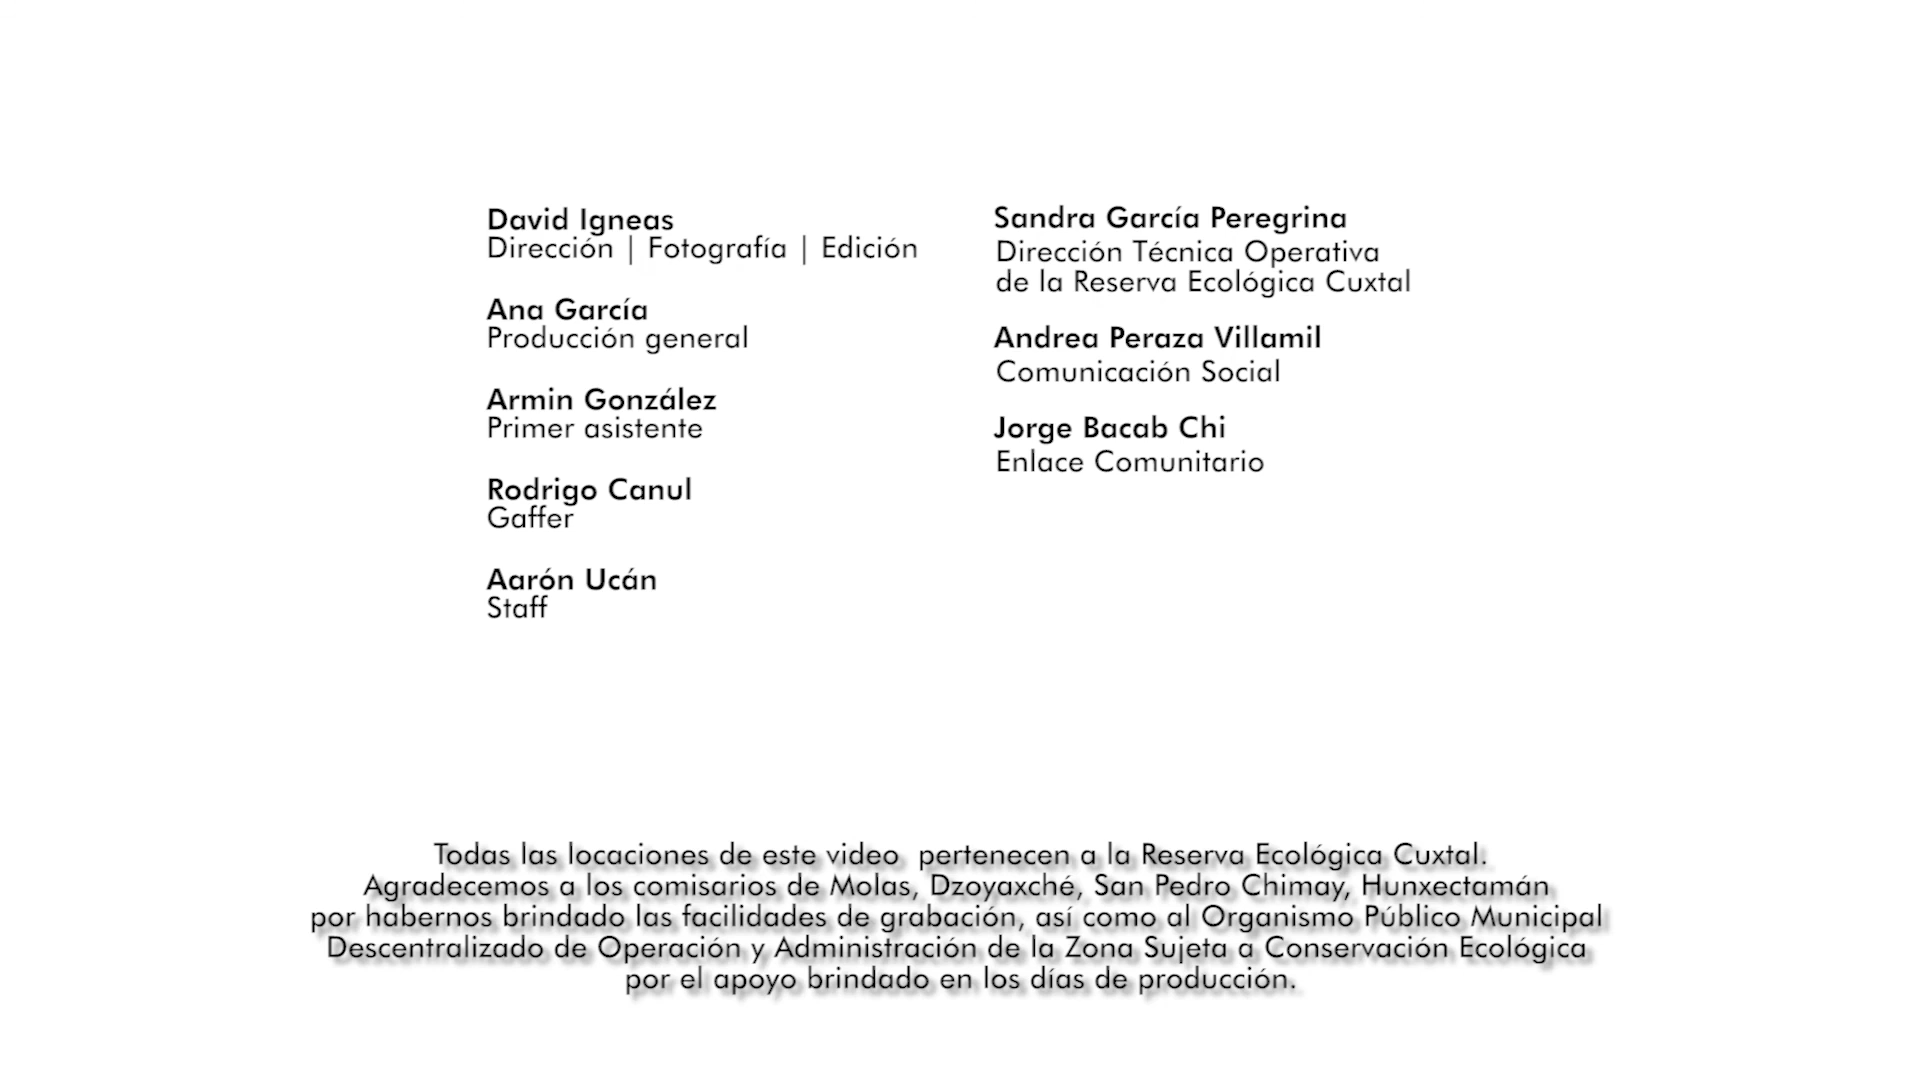 David Igneas
Dirección | Fotografía | Edición
Ana García
Producción general
Armin González
Primer asistente
Rodrigo Canul
Gaffer
Aarón Ucán
Staff
Sandra García Peregrina
Dirección Técnica Operativa
de la Reserva Ecológica Cuxtal
Andrea Peraza Villamil
Comunicación Social
Jorge Bacab Chi
Enlace Comunitario
Todas las locaciones de este video pertenecen a la Reserva Ecológica Cuxtal.
Agradecemos a los comisarios de Molas, Dzoyaxché, San Pedro Chimay, Hunxectamán
por habernos brindado las facilidades de grabación, así como al Organismo Público Municipal
Descentralizado de Operación y Administración de la Zona Sujeta a Conservación Ecológica
por el apoyo brindado en los días de producción.